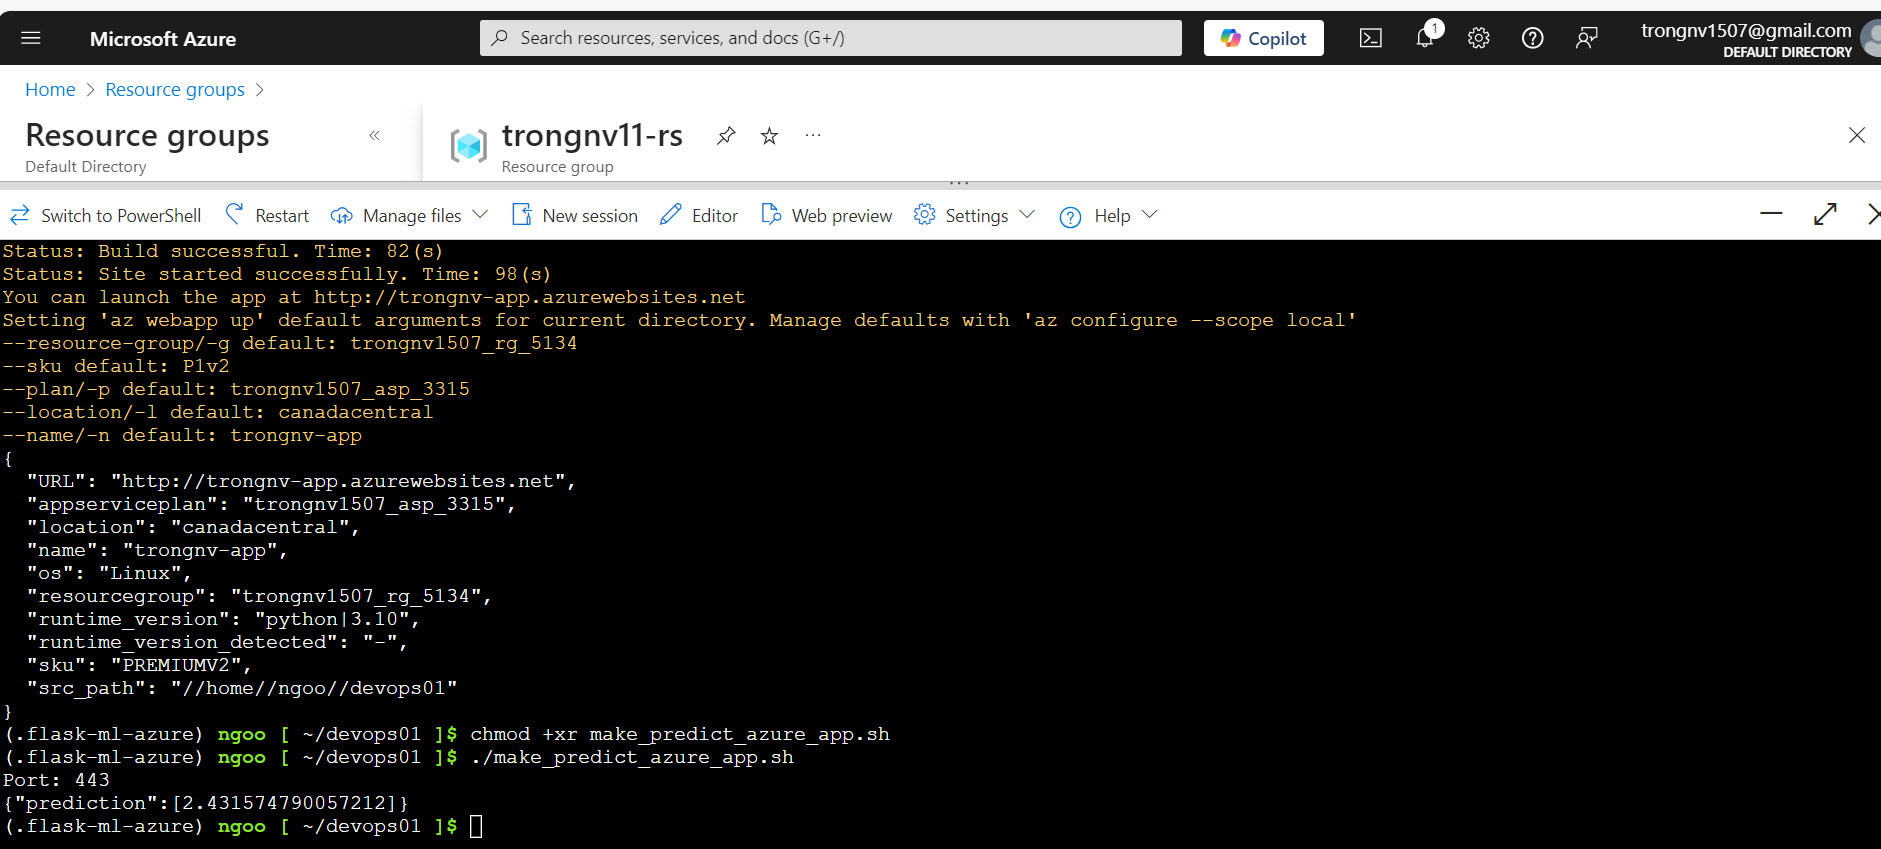 Microsoft Azure
Search resources, services, and docs (G+/)
Copilot
1
trongnv1507@gmail.com
DEFAULT DIRECTORY
Home > Resource groups >
Resource groups
Default Directory
trongnv11-rs
Resource group
Switch to PowerShell Restart Manage files New session Editor Web preview Settings Help
Status: Build successful. Time: 82(s)
Status: Site started successfully. Time: 98(s)
You can launch the app at http://trongnv-app.azurewebsites.net
Setting 'az webapp up' default arguments for current directory. Manage defaults with 'az configure --scope local'
--resource-group/-g default: trongnv1507_rg_5134
--sku default: P1v2
--plan/-p default: trongnv1507_asp_3315
--location/-l default: canadacentral
--name/-n default: trongnv-app
{
  "URL": "http://trongnv-app.azurewebsites.net",
  "appserviceplan": "trongnv1507_asp_3315",
  "location": "canadacentral",
  "name": "trongnv-app",
  "os": "Linux",
  "resourcegroup": "trongnv1507_rg_5134",
  "runtime_version": "python|3.10",
  "runtime_version_detected": "-",
  "sku": "PREMIUMV2",
  "src_path": "//home//ngoo//devops01"
}
(.flask-ml-azure) ngoo [ ~/devops01 ]$ chmod +xr make_predict_azure_app.sh
(.flask-ml-azure) ngoo [ ~/devops01 ]$ ./make_predict_azure_app.sh
Port: 443
{"prediction":[2.431574790057212]}
(.flask-ml-azure) ngoo [ ~/devops01 ]$